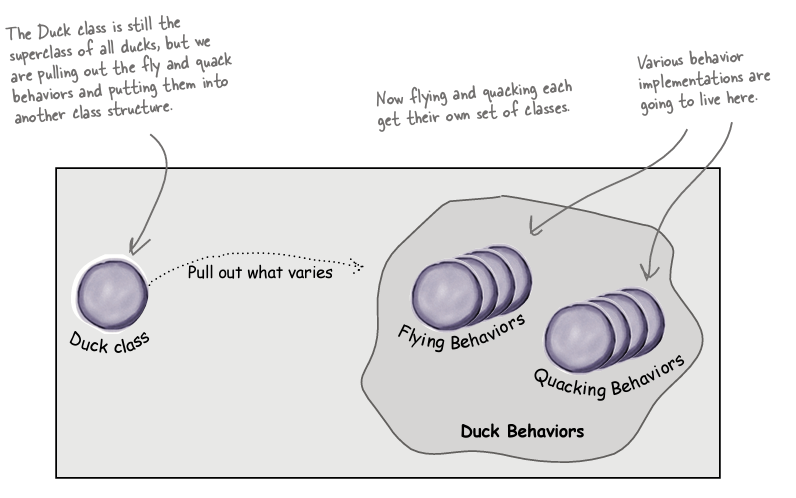 The Duck class is still the
superclass of all ducks, but we
are pulling out the fly and quack
behaviors and putting them into
another class structure.
Now flying and quacking each
get their own set of classes.
Various behavior
implementations are
going to live here.
Pull out what varies
Duck class
Flying Behaviors
Quacking Behaviors
Duck Behaviors